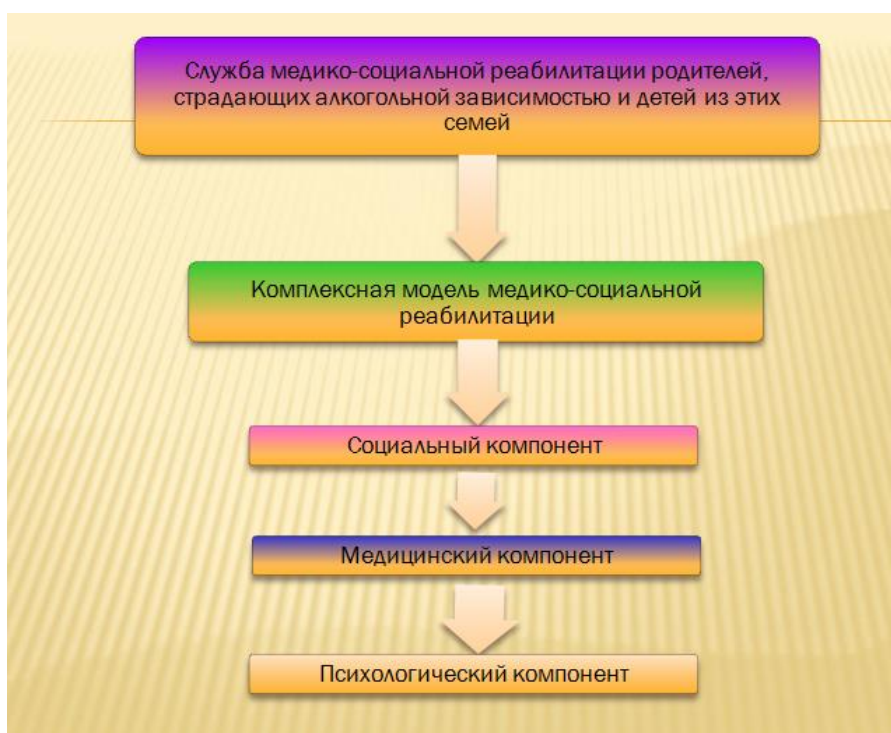 Служба медико-социальной реабилитации родителей,
страдающих алкогольной зависимостью и детей из этих
семей
Комплексная модель медико-социальной
реабилитации
Социальный компонент
Медицинский компонент
Психологический компонент